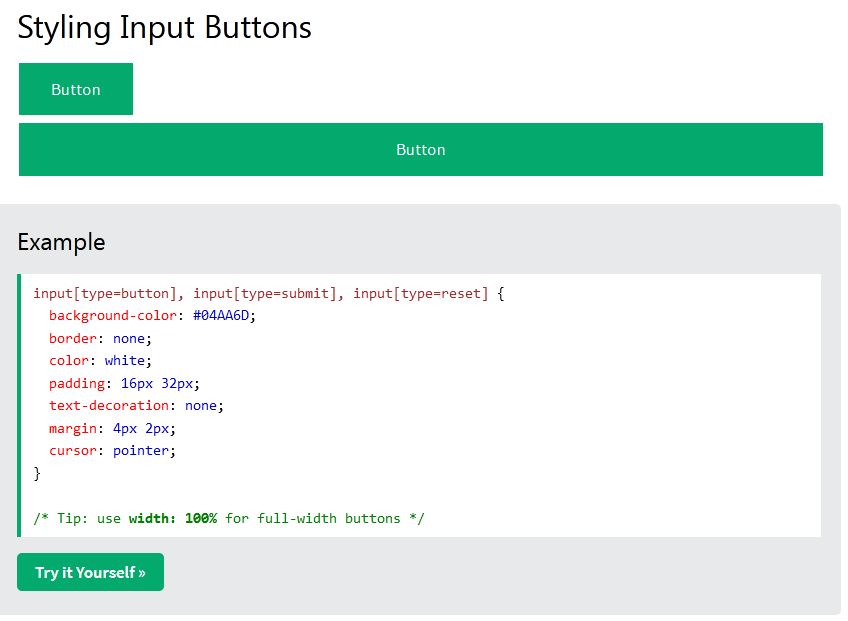 Styling Input Buttons
Button
Button
Example
input[type=button], input[type=submit], input[type=reset] {
  background-color: #04AA6D;
  border: none;
  color: white;
  padding: 16px 32px;
  text-decoration: none;
  margin: 4px 2px;
  cursor: pointer;
}
/* Tip: use width: 100% for full-width buttons */
Try it Yourself »